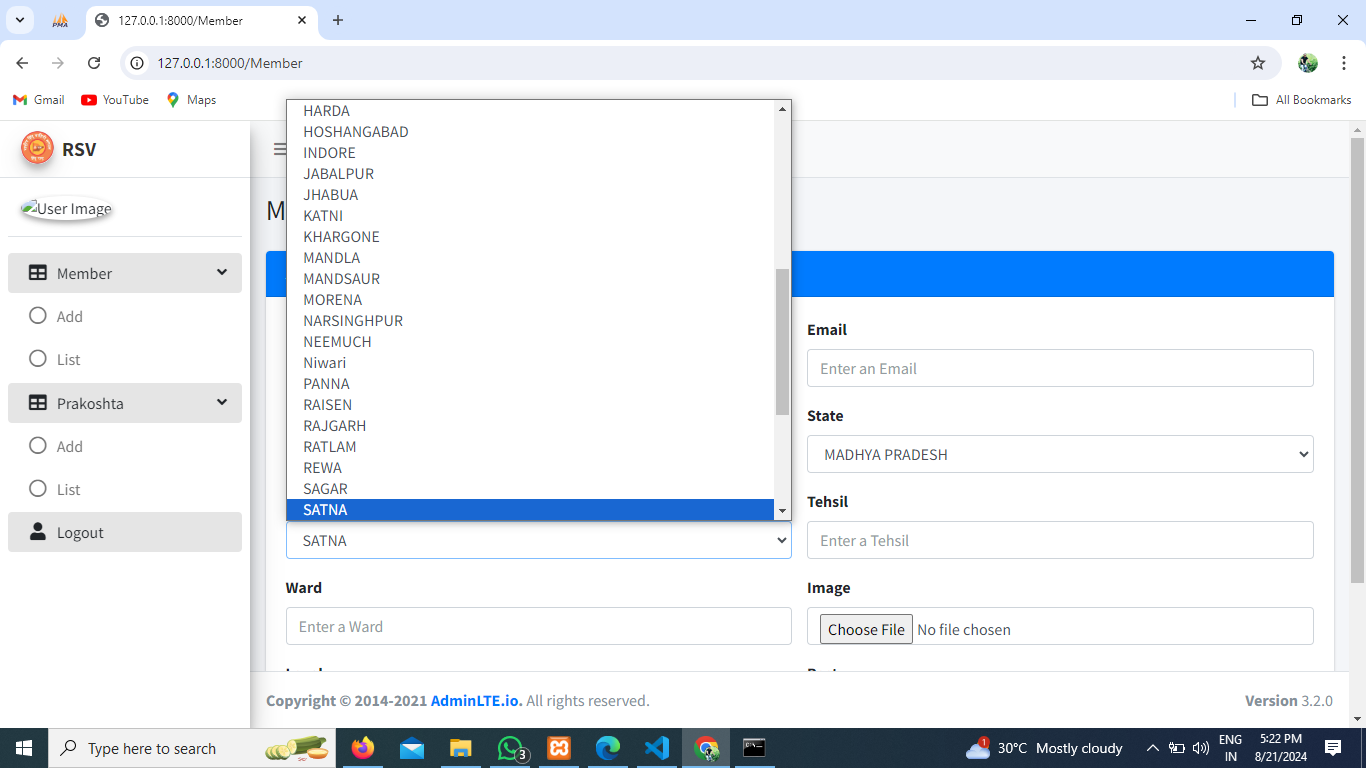 PMA
127.0.0.1:8000/Member
127.0.0.1:8000/Member
Gmail
YouTube
Maps
All Bookmarks
RSV
User Image
Member
Add
List
Prakoshta
Add
List
Logout
M
HARDA
HOSHANGABAD
INDORE
JABALPUR
JHABUA
KATNI
KHARGONE
MANDLA
MANDSAUR
MORENA
NARSINGHPUR
NEEMUCH
Niwari
PANNA
RAISEN
RAJGARH
RATLAM
REWA
SAGAR
SATNA
SATNA
Email
Enter an Email
State
MADHYA PRADESH
Tehsil
Enter a Tehsil
Ward
Enter a Ward
Image
Choose File No file chosen
Copyright © 2014-2021 AdminLTE.io. All rights reserved.
Version 3.2.0
Type here to search
3
1
30°C Mostly cloudy
ENG
IN
5:22 PM
8/21/2024